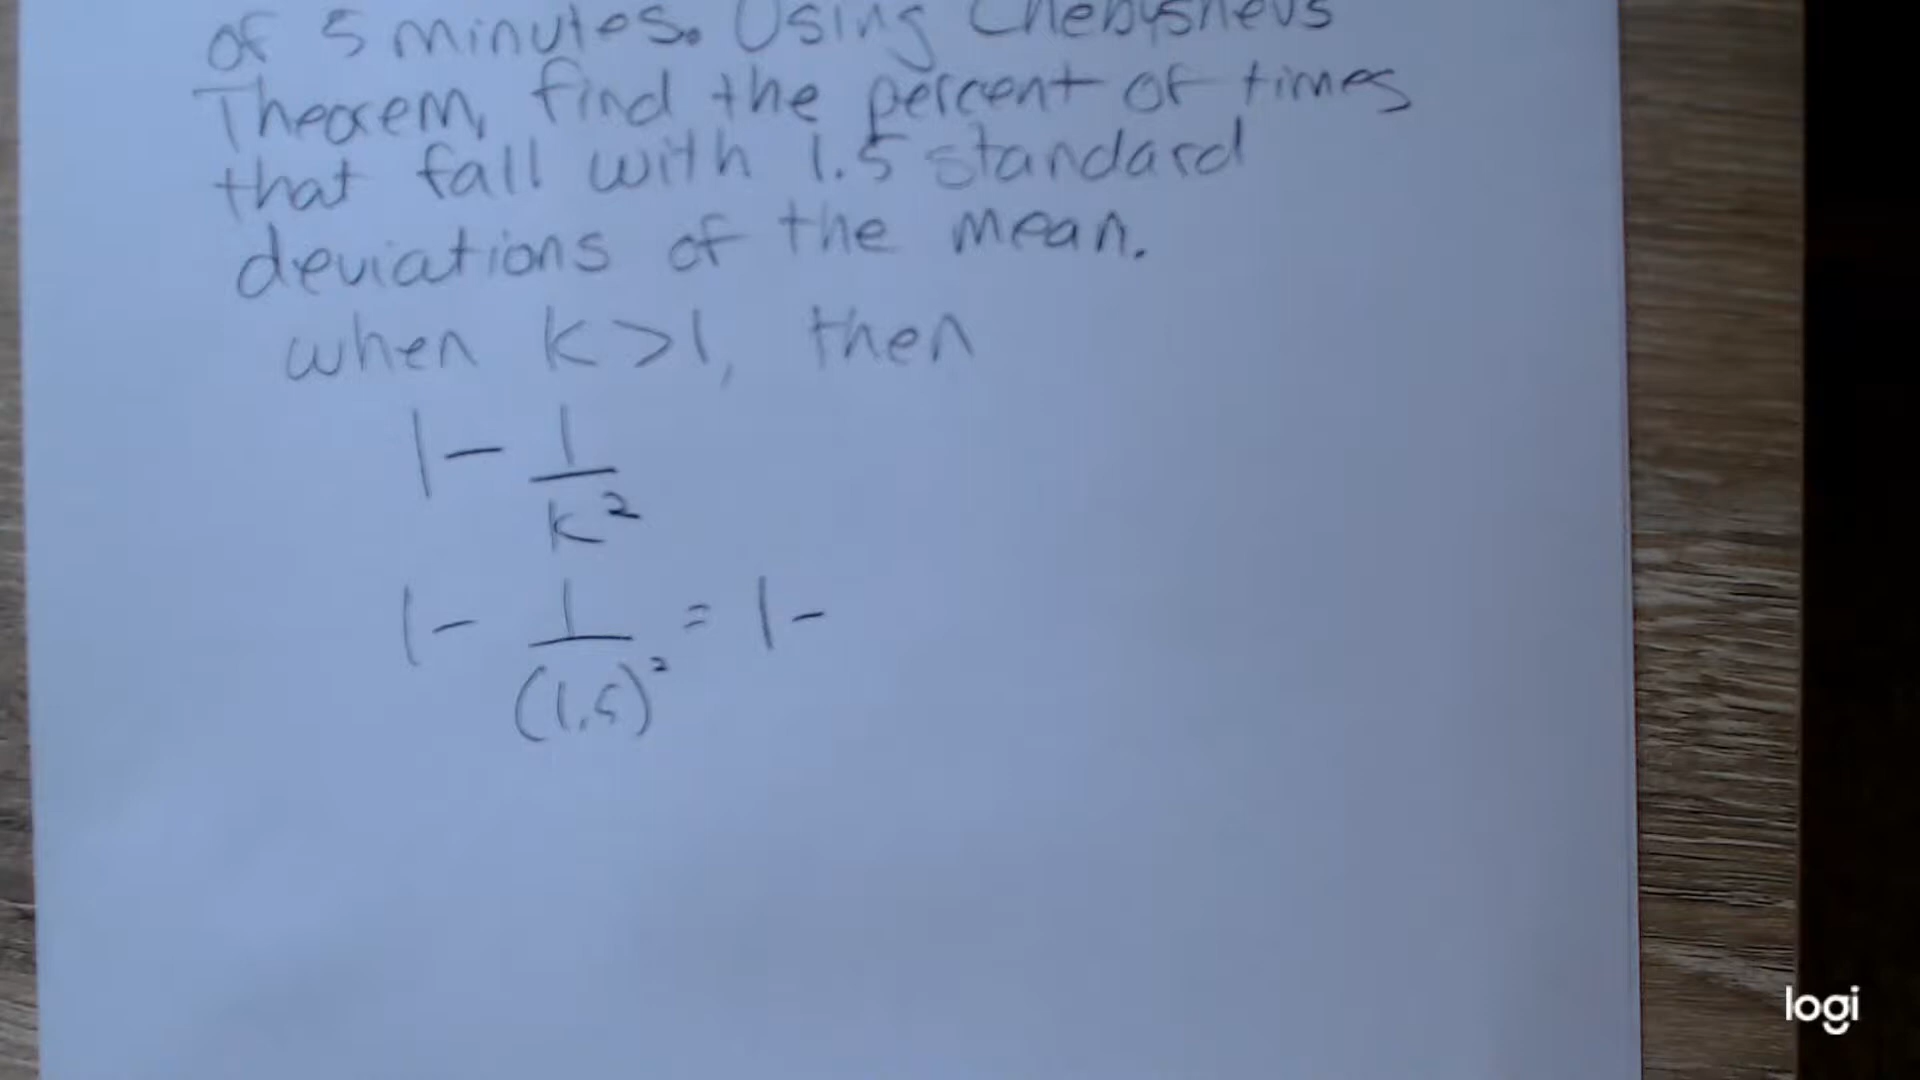 of 5 minutes. Using Chebyshevs
Theorem, find the percent of times
that fall with 1.5 standard
deviations of the mean.
when k>1, then
1 - 1/k²
1 - 1/(1.5)² = 1 -
logi